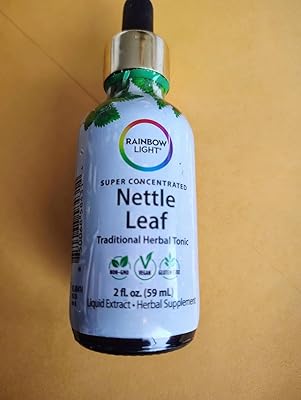 RAINBOW
LIGHT®
SUPER CONCENTRATED
Nettle
Leaf
Traditional Herbal Tonic
NON-GMO VEGAN GLUTEN FREE
2 fl. oz. (59 mL)
Liquid Extract • Herbal Supplement